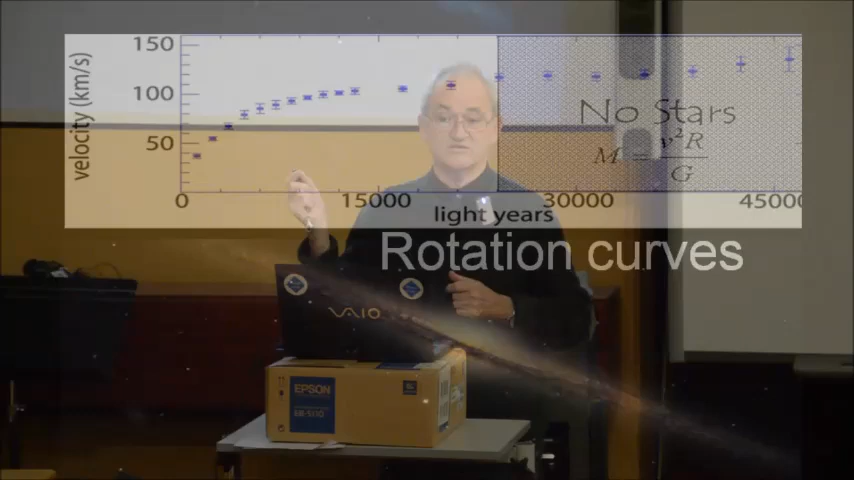 150
100
50
velocity (km/s)
0
15000
30000
45000
light years
No Stars
M = v²R
G
Rotation curves
VAIO
EPSON